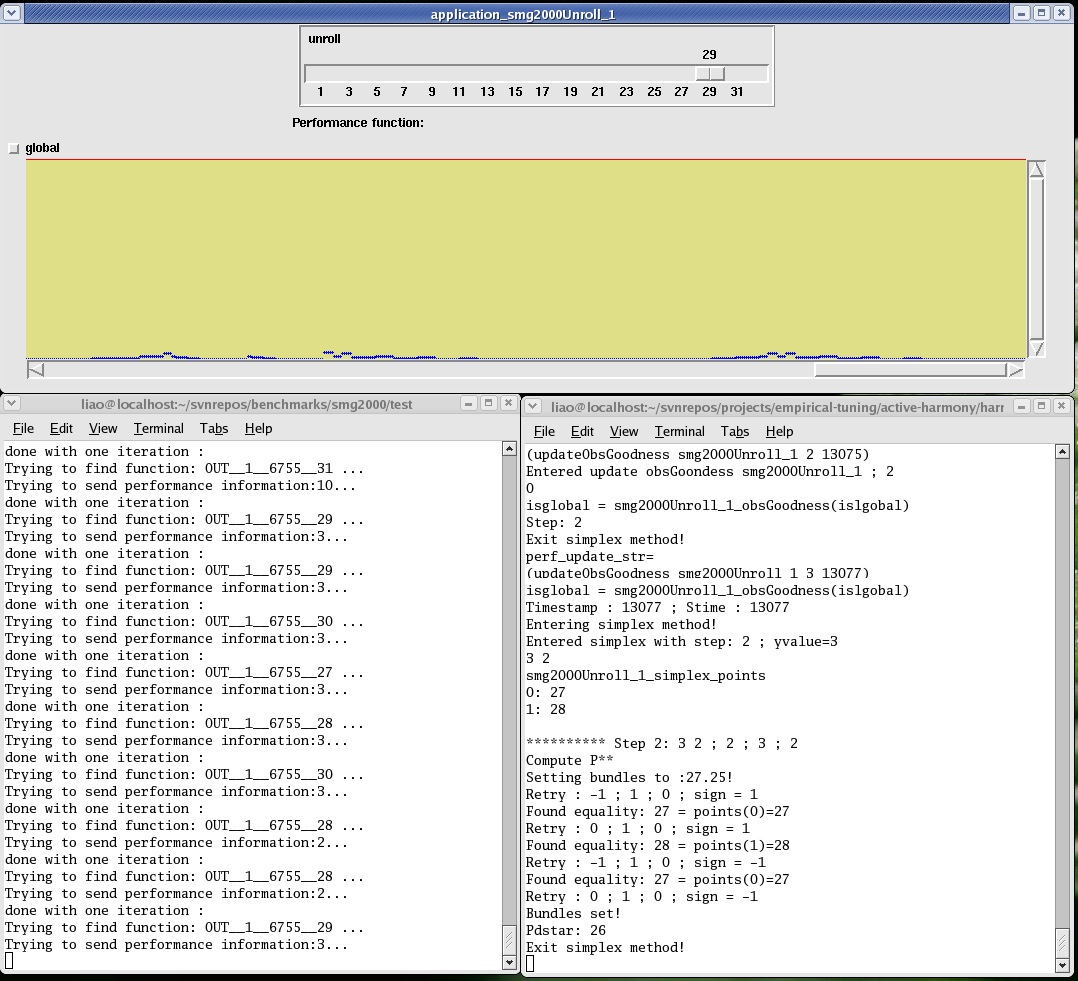 application_smg2000Unroll_1
unroll
29
1 3 5 7 9 11 13 15 17 19 21 23 25 27 29 31
Performance function:
global
liao@localhost:~/svnrepos/benchmarks/smg2000/test
File Edit View Terminal Tabs Help
done with one iteration :
Trying to find function: OUT__1__6755__31 ...
Trying to send performance information:10...
done with one iteration :
Trying to find function: OUT__1__6755__29 ...
Trying to send performance information:3...
done with one iteration :
Trying to find function: OUT__1__6755__29 ...
Trying to send performance information:3...
done with one iteration :
Trying to find function: OUT__1__6755__30 ...
Trying to send performance information:3...
done with one iteration :
Trying to find function: OUT__1__6755__27 ...
Trying to send performance information:3...
done with one iteration :
Trying to find function: OUT__1__6755__28 ...
Trying to send performance information:3...
done with one iteration :
Trying to find function: OUT__1__6755__30 ...
Trying to send performance information:3...
done with one iteration :
Trying to find function: OUT__1__6755__28 ...
Trying to send performance information:2...
done with one iteration :
Trying to find function: OUT__1__6755__28 ...
Trying to send performance information:2...
done with one iteration :
Trying to find function: OUT__1__6755__29 ...
Trying to send performance information:3...
liao@localhost:~/svnrepos/projects/empirical-tuning/active-harmony/harr
File Edit View Terminal Tabs Help
(updateObsGoodness smg2000Unroll_1 2 13075)
Entered update obsGoondess smg2000Unroll_1 ; 2
0
isglobal = smg2000Unroll_1_obsGoodness(islgobal)
Step: 2
Exit simplex method!
perf_update_str=
(updateObsGoodness smg2000Unroll_1 3 13077)
isglobal = smg2000Unroll_1_obsGoodness(islgobal)
Timestamp : 13077 ; Stime : 13077
Entering simplex method!
Entered simplex with step: 2 ; yvalue=3
3 2
smg2000Unroll_1_simplex_points
0: 27
1: 28
********** Step 2: 3 2 ; 2 ; 3 ; 2
Compute P**
Setting bundles to :27.25!
Retry : -1 ; 1 ; 0 ; sign = 1
Found equality: 27 = points(0)=27
Retry : 0 ; 1 ; 0 ; sign = 1
Found equality: 28 = points(1)=28
Retry : -1 ; 1 ; 0 ; sign = -1
Found equality: 27 = points(0)=27
Retry : 0 ; 1 ; 0 ; sign = -1
Bundles set!
Pdstar: 26
Exit simplex method!